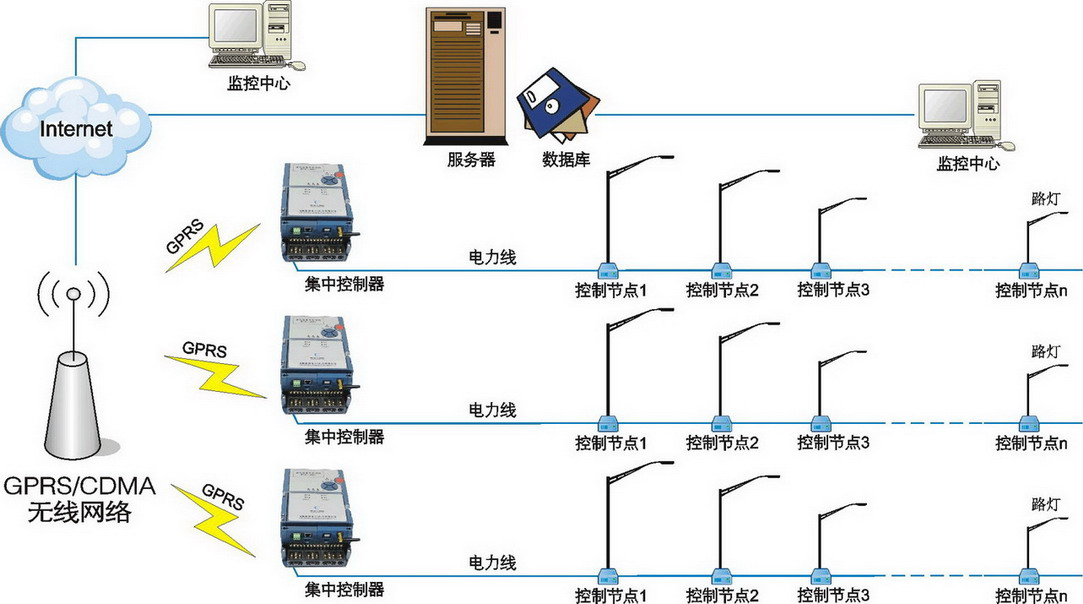 监控中心
Internet
服务器
数据库
监控中心
GPRS
集中控制器
电力线
控制节点1
控制节点2
控制节点3
路灯
控制节点n
GPRS
集中控制器
电力线
控制节点1
控制节点2
控制节点3
路灯
控制节点n
GPRS/CDMA
无线网络
GPRS
集中控制器
电力线
控制节点1
控制节点2
控制节点3
路灯
控制节点n